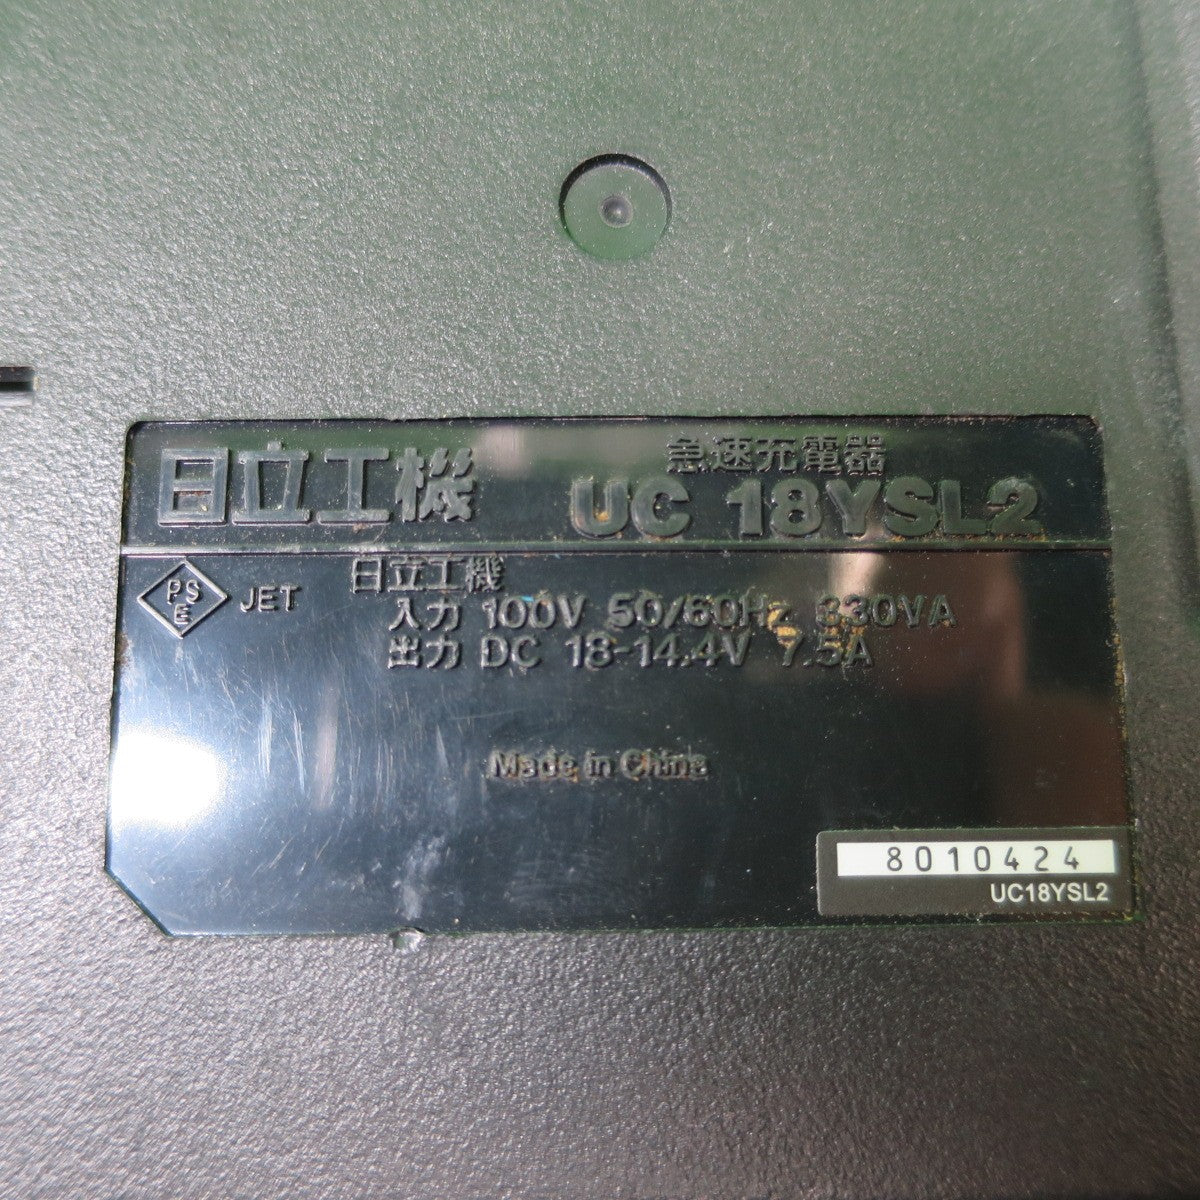 日立工機
急速充電器
UC 18YSL2
PS
E
JET
日立工機
入力 100V 50/60Hz 330VA
出力 DC 18-14.4V 7.5A
Made in China
8010424
UC18YSL2